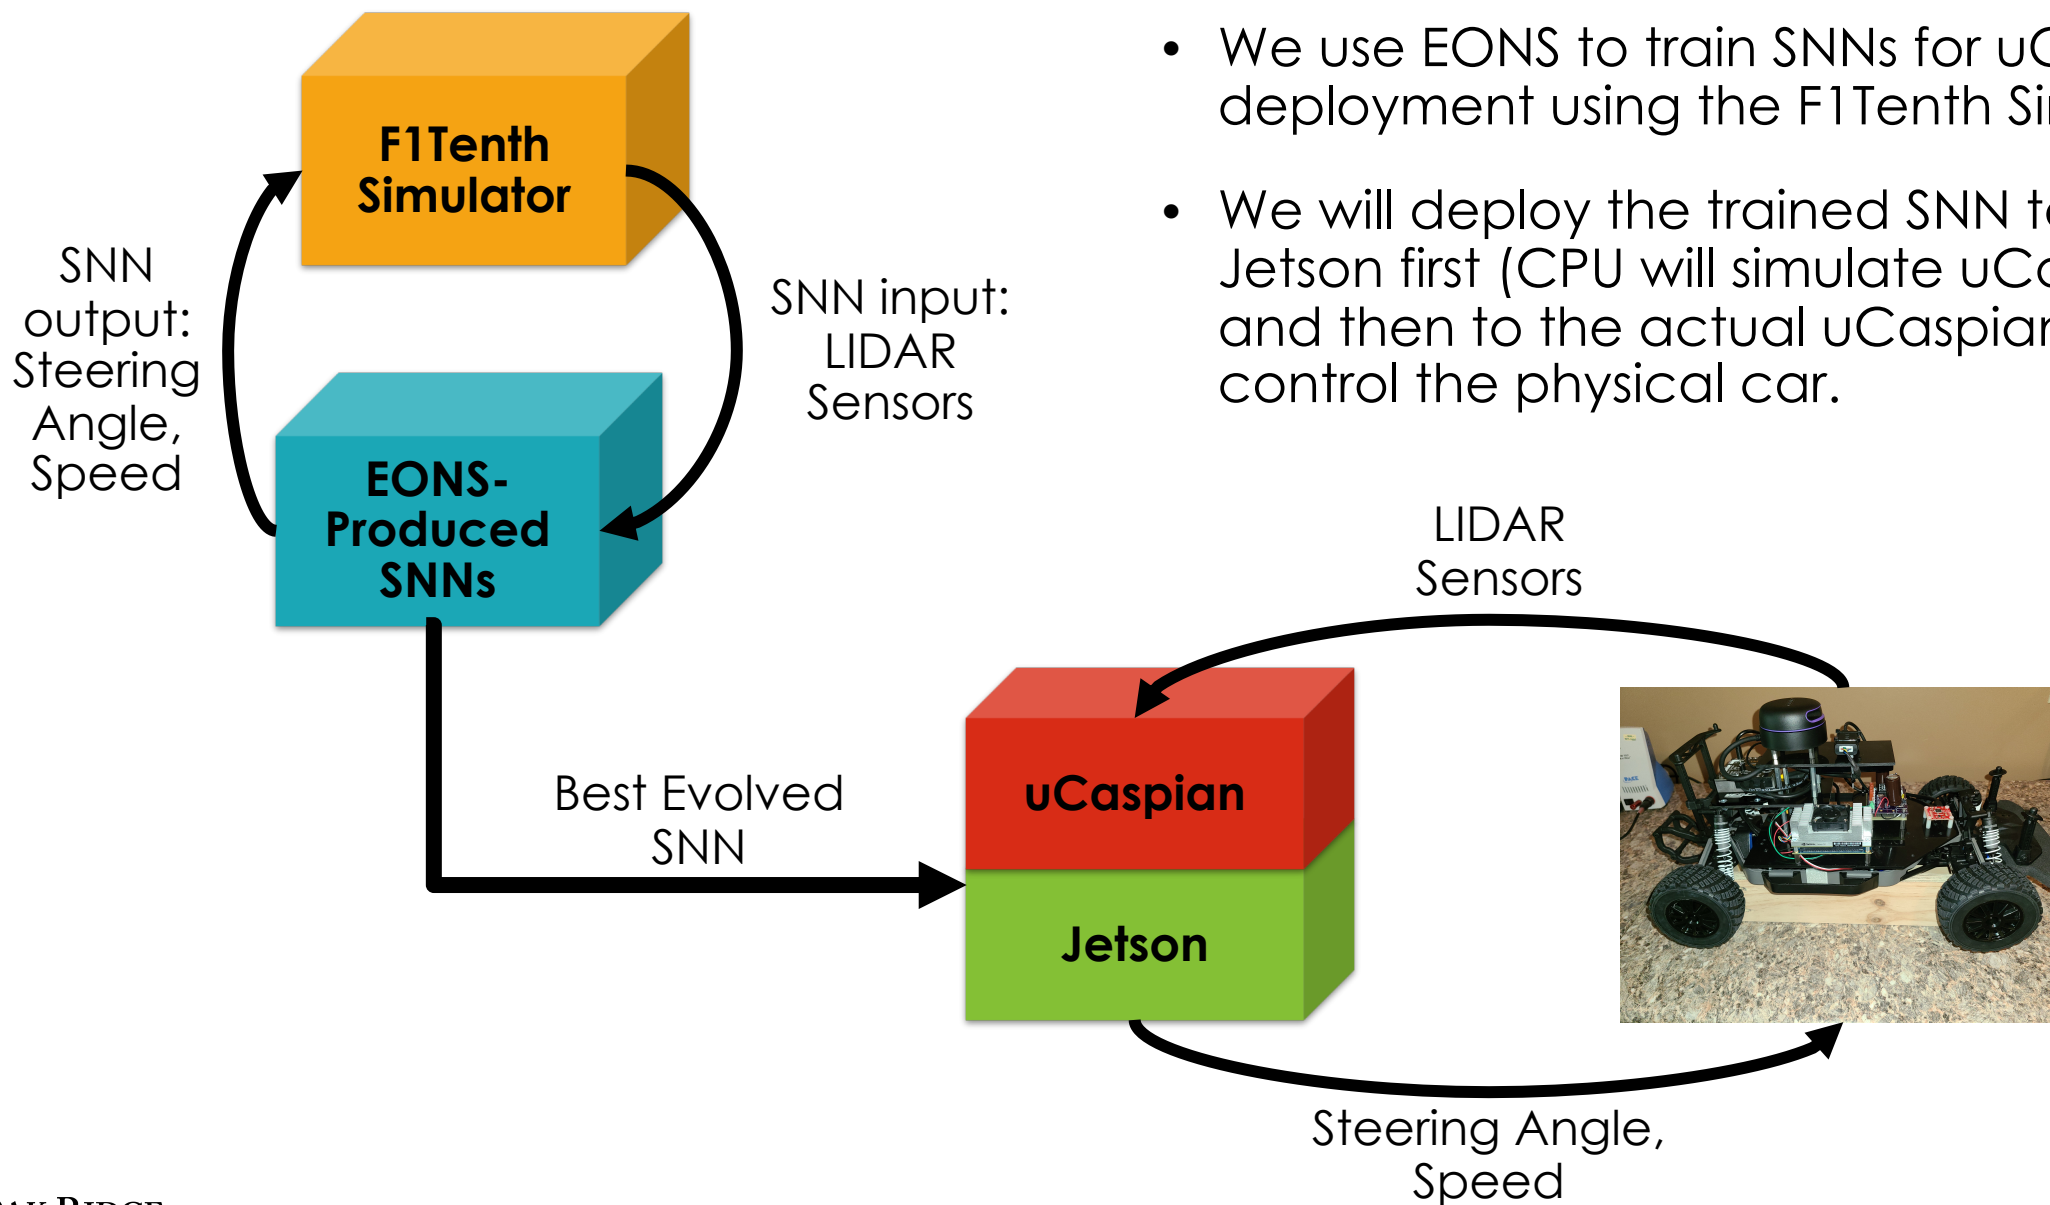 F1Tenth
Simulator
SNN
output:
Steering
Angle,
Speed
SNN input:
LIDAR
Sensors
EONS-
Produced
SNNs
• We use EONS to train SNNs for
deployment using the F1Tenth
• We will deploy the trained SNN
Jetson first (CPU will simulate
and then to the actual uCaspian
control the physical car.
LIDAR
Sensors
Best Evolved
SNN
uCaspian
Jetson
Steering Angle,
Speed
RIDGE